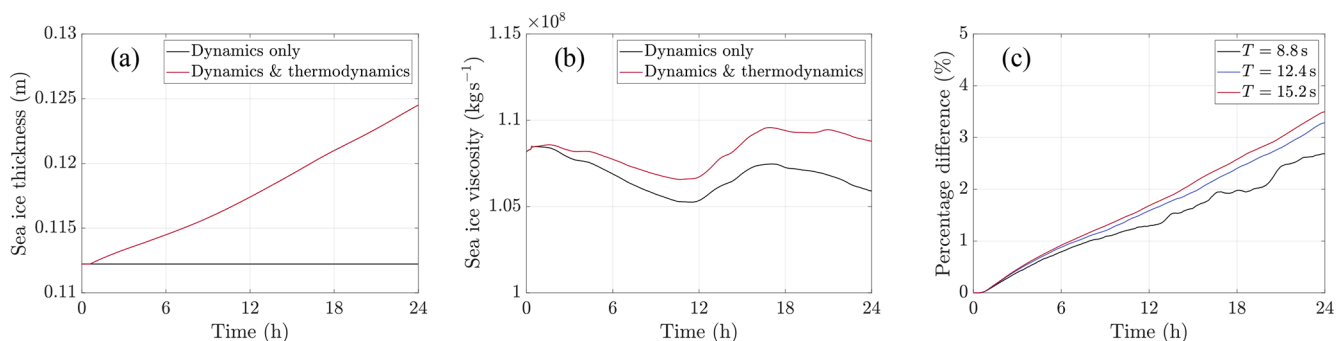 (a)
Dynamics only
Dynamics & thermodynamics
Sea ice thickness (m)
0.13
0.125
0.12
0.115
0.11
0 6 12 18 24
Time (h)
×10⁸
(b)
Dynamics only
Dynamics & thermodynamics
Sea ice viscosity (kg s⁻¹)
1.15
1.1
1.05
1
0 6 12 18 24
Time (h)
(c)
T = 8.8 s
T = 12.4 s
T = 15.2 s
Percentage difference (%)
5
4
3
2
1
0
0 6 12 18 24
Time (h)